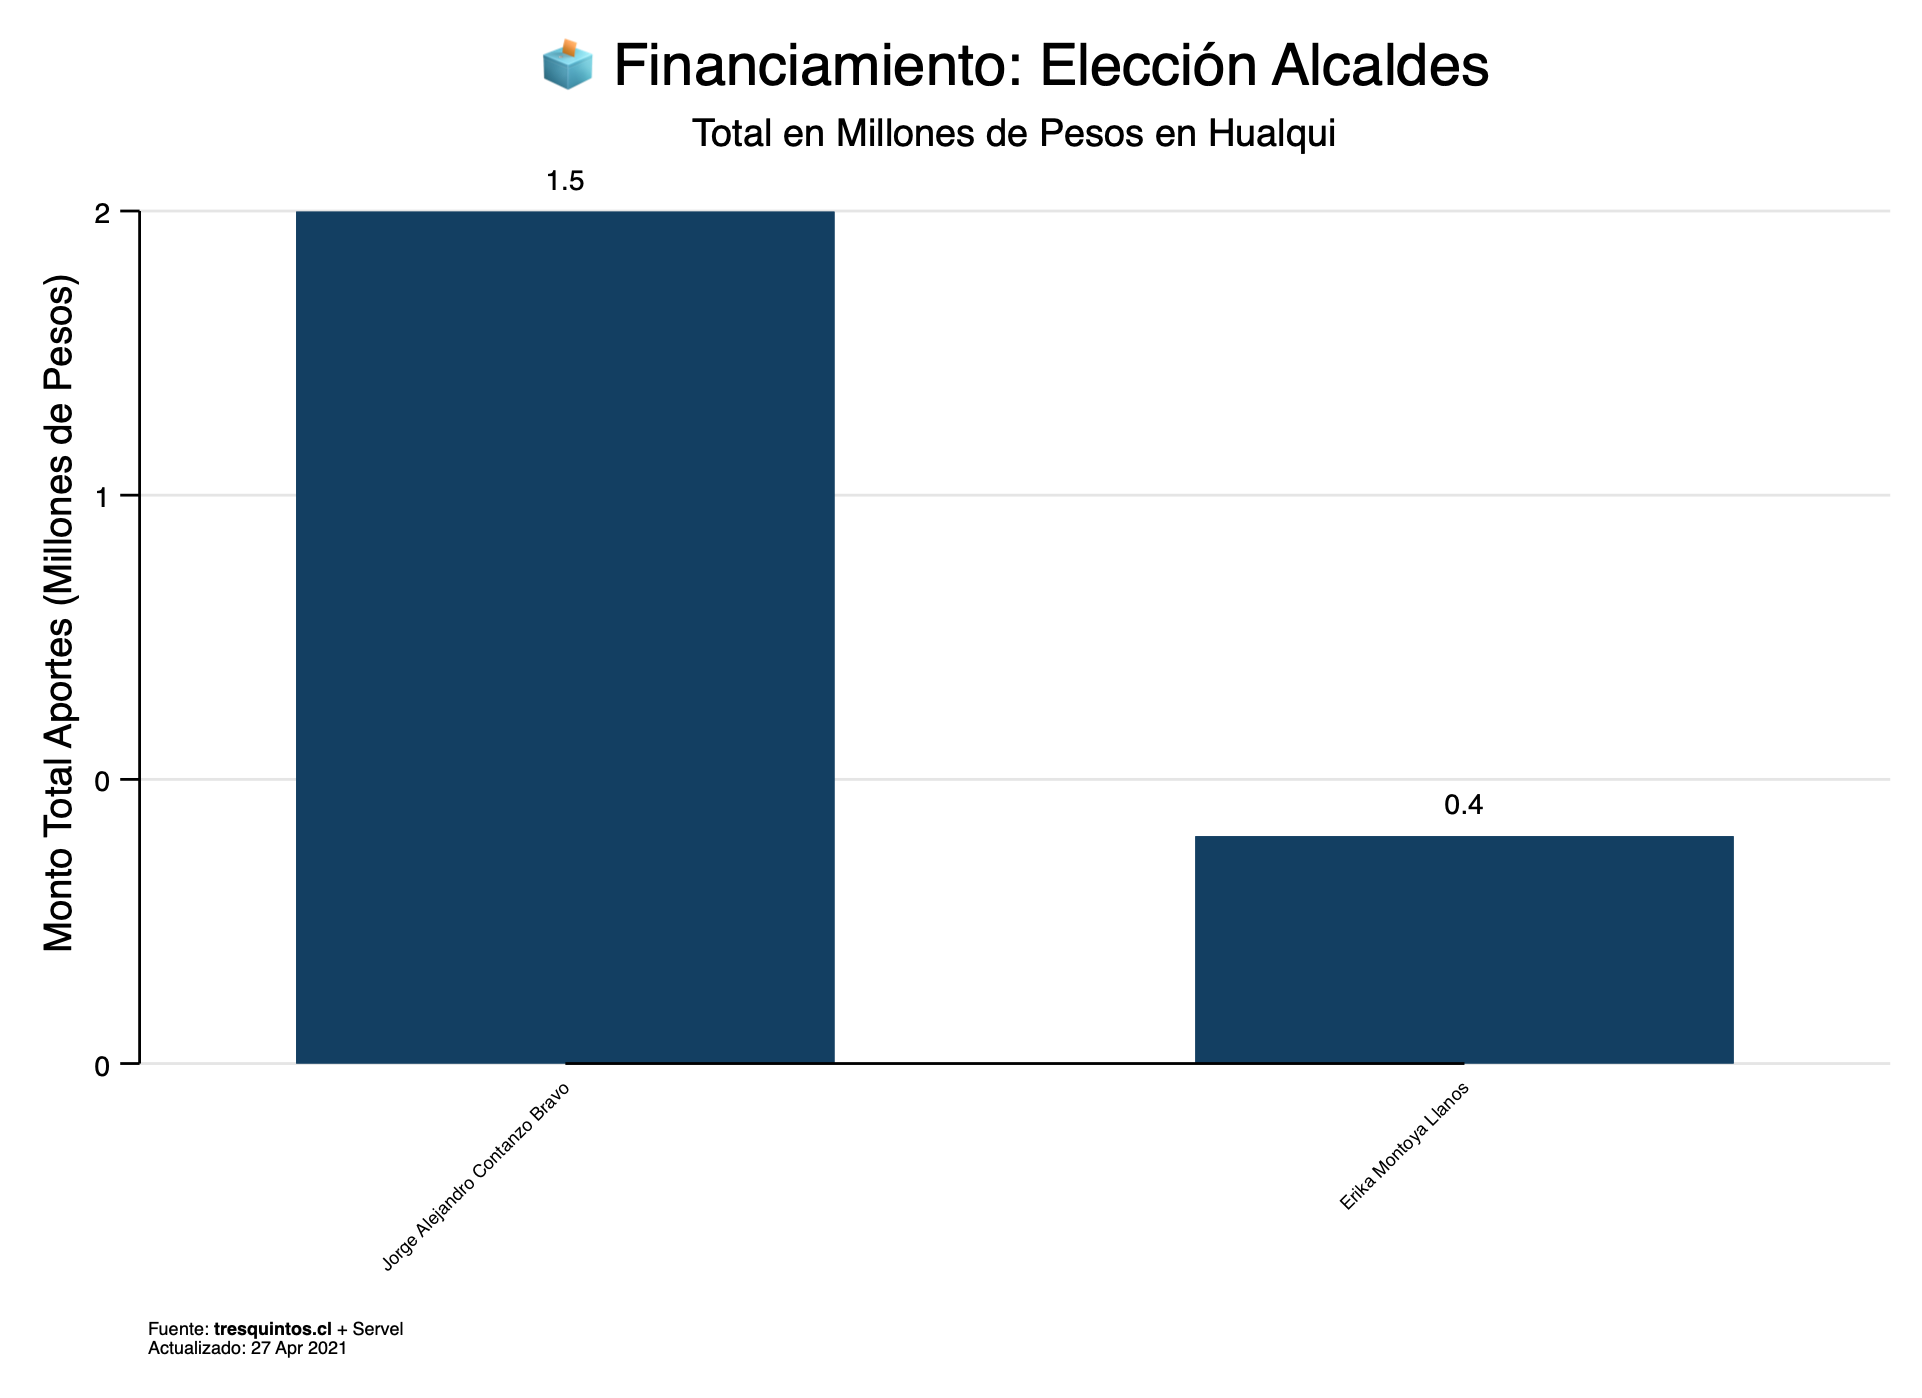 Financiamiento: Elección Alcaldes
Total en Millones de Pesos en Hualqui
1.5
2
1
0
0
0.4
Monto Total Aportes (Millones de Pesos)
Jorge Alejandro Contanzo Bravo
Erika Montoya Llanos
Fuente: tresquintos.cl + Servel
Actualizado: 27 Apr 2021